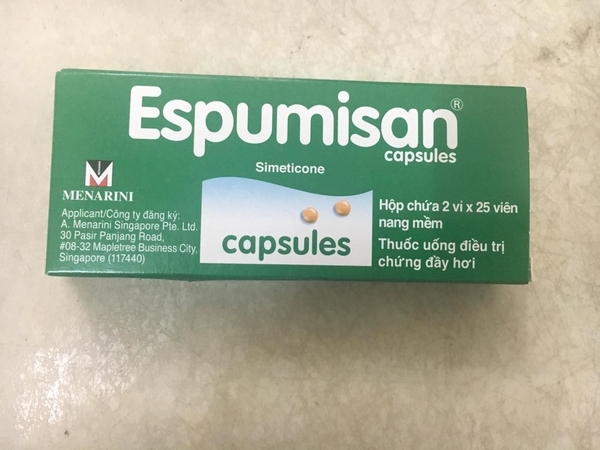 Espumisan®
capsules
Simeticone
MENARINI
Applicant/Công ty đăng ký:
A. Menarini Singapore Pte. Ltd.
30 Pasir Panjang Road,
#08-32 Mapletree Business City,
Singapore (117440)
capsules
Hộp chứa 2 vỉ x 25 viên
nang mềm
Thuốc uống điều trị
chứng đầy hơi